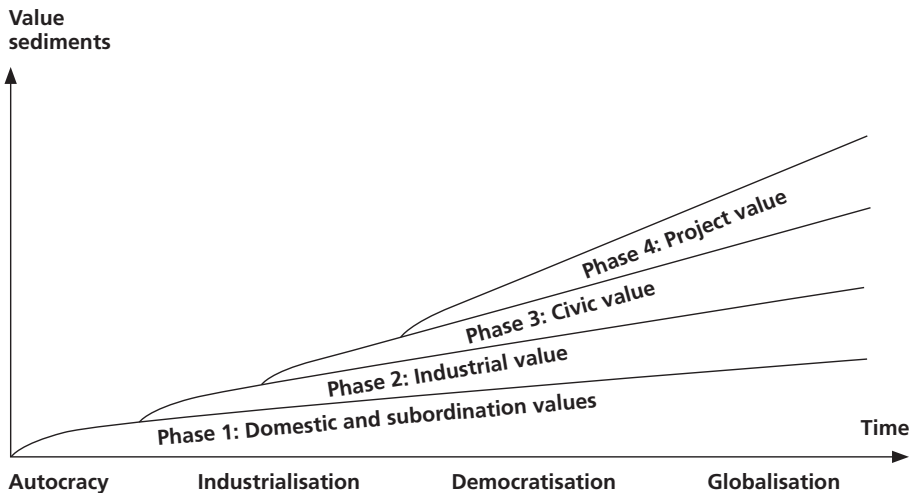 Value
sediments
Phase 4: Project value
Phase 3: Civic value
Phase 2: Industrial value
Phase 1: Domestic and subordination values
Time
Autocracy
Industrialisation
Democratisation
Globalisation